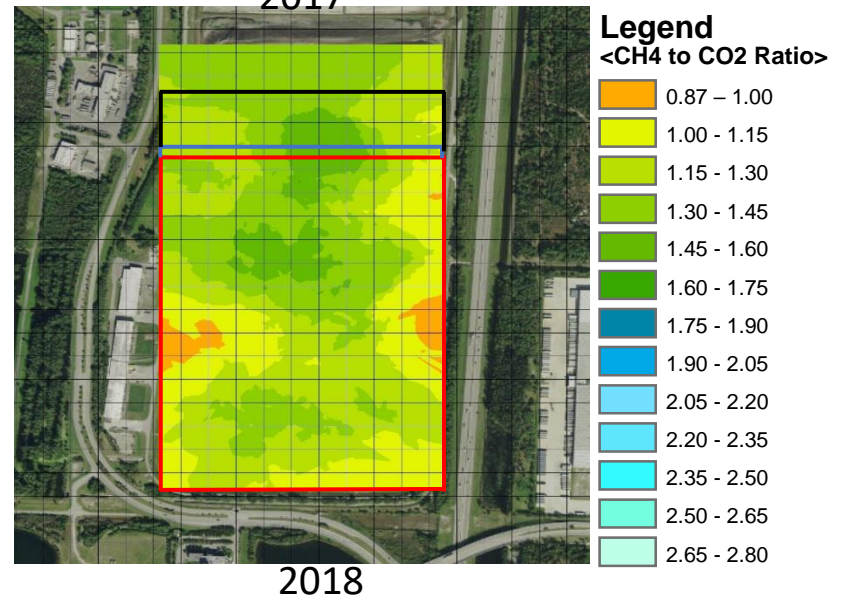 2017
Legend
<CH4 to CO2 Ratio>
0.87 – 1.00
1.00 - 1.15
1.15 - 1.30
1.30 - 1.45
1.45 - 1.60
1.60 - 1.75
1.75 - 1.90
1.90 - 2.05
2.05 - 2.20
2.20 - 2.35
2.35 - 2.50
2.50 - 2.65
2.65 - 2.80
2018